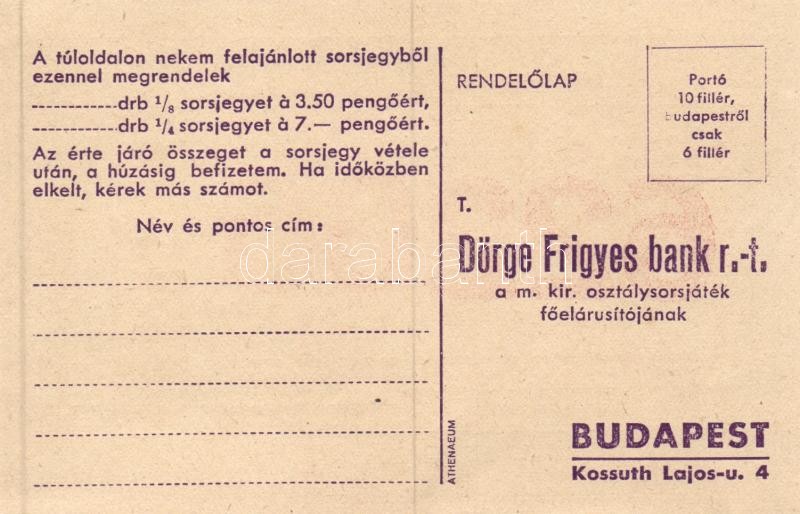 A túloldalon nekem felajánlott sorsjegyből
ezennel megrendelek
..............drb 1/8 sorsjegyet à 3.50 pengőért,
..............drb 1/4 sorsjegyet à 7.— pengőért.
Az érte járó összeget a sorsjegy vétele
után, a húzásig befizetem. Ha időközben
elkelt, kérek más számot.
Név és pontos cím:
ATHENAEUM
RENDELŐLAP
Portó
10 fillér,
Budapestről
csak
6 fillér
T.
Dörge Frigyes bank r.-t.
a m. kir. osztálysorsjáték
főelárusítójának
BUDAPEST
Kossuth Lajos-u. 4
darabanth